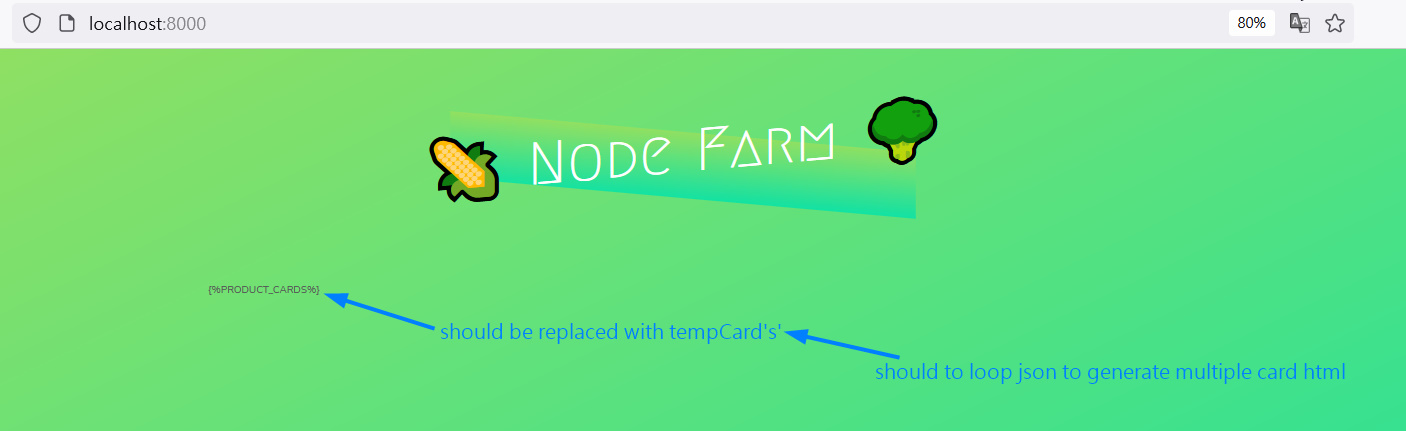 localhost:8000
80%
Node Farm
{%PRODUCT_CARDS%}
should be replaced with tempCard's'
should to loop json to generate multiple card html